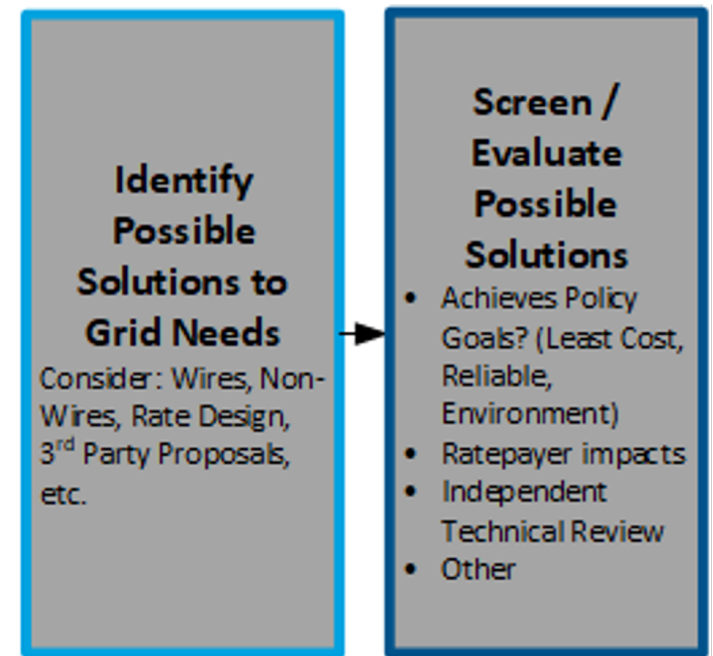 Identify
Possible
Solutions to
Grid Needs
Consider: Wires, Non-
Wires, Rate Design,
3rd Party Proposals,
etc.
Screen /
Evaluate
Possible
Solutions
• Achieves Policy
Goals? (Least Cost,
Reliable,
Environment)
• Ratepayer impacts
• Independent
Technical Review
• Other